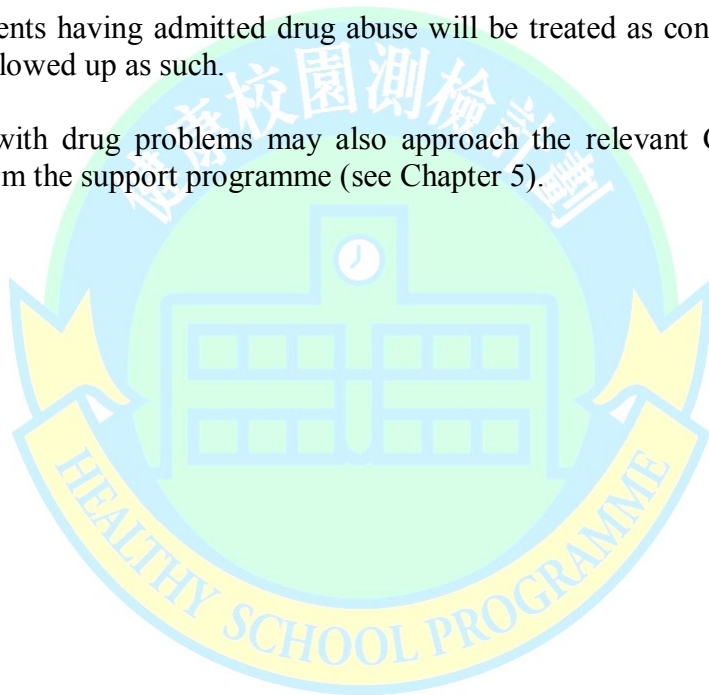 ents having admitted drug abuse will be treated as con
lowed up as such.
with drug problems may also approach the relevant
m the support programme (see Chapter 5).
健康校園測檢計劃
HEALTHY SCHOOL PROGRAMME